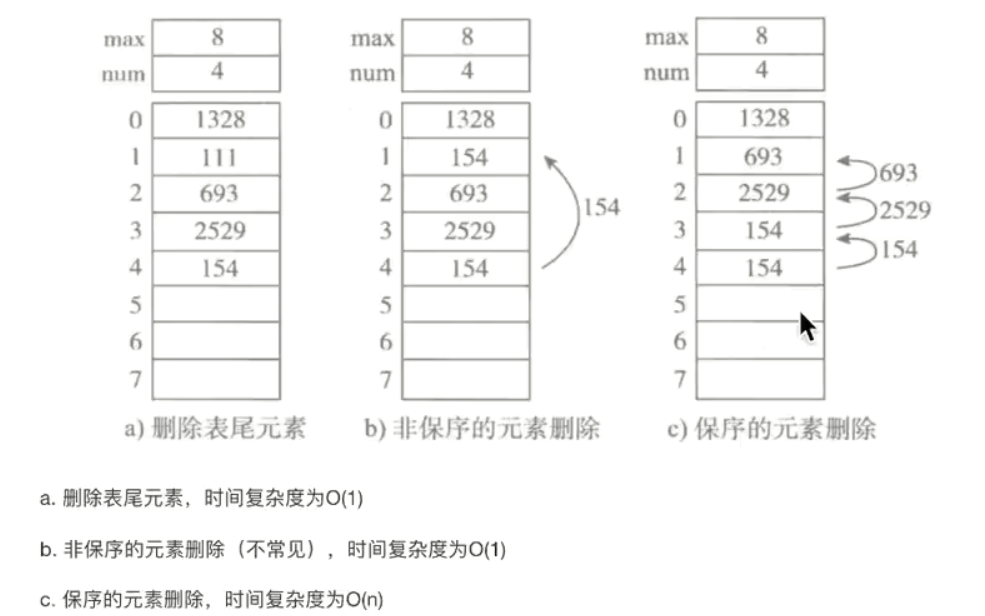 max 8 max 8 max 8
num 4 num 4 num 4
0 1328 0 1328 0 1328
1 111 1 154 1 693 693
2 693 2 693 2 2529 2529
3 2529 3 2529 154 3 154 154
4 154 4 154 4 154
5 5 5
6 6 6
7 7 7
a) 删除表尾元素 b) 非保序的元素删除 c) 保序的元素删除
a. 删除表尾元素，时间复杂度为O(1)
b. 非保序的元素删除（不常见），时间复杂度为O(1)
c. 保序的元素删除，时间复杂度为O(n)